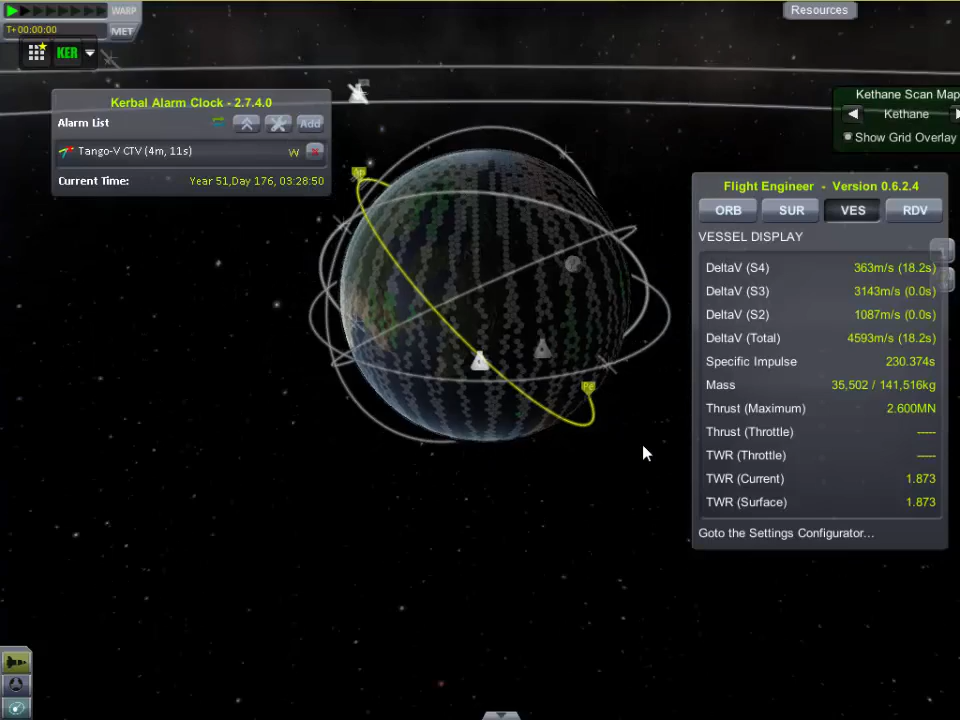 WARP
T+ 00:00:00
MET
Resources
KER
Kerbal Alarm Clock - 2.7.4.0
Alarm List
Add
Tango-V CTV (4m, 11s)
W
Current Time:
Year 51,Day 176, 03:28:50
Kethane Scan Map
Kethane
Show Grid Overlay
Ap
Pe
Flight Engineer - Version 0.6.2.4
ORB SUR VES RDV
VESSEL DISPLAY
DeltaV (S4) 363m/s (18.2s)
DeltaV (S3) 3143m/s (0.0s)
DeltaV (S2) 1087m/s (0.0s)
DeltaV (Total) 4593m/s (18.2s)
Specific Impulse 230.374s
Mass 35,502 / 141,516kg
Thrust (Maximum) 2.600MN
Thrust (Throttle) -----
TWR (Throttle) -----
TWR (Current) 1.873
TWR (Surface) 1.873
Goto the Settings Configurator...